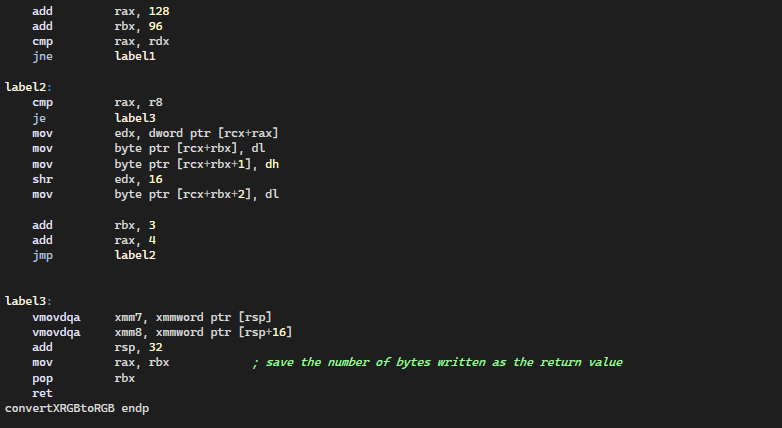 add rax, 128
add rbx, 96
cmp rax, rdx
jne label1
label2:
cmp rax, r8
je label3
mov edx, dword ptr [rcx+rax]
mov byte ptr [rcx+rbx], dl
mov byte ptr [rcx+rbx+1], dh
shr edx, 16
mov byte ptr [rcx+rbx+2], dl
add rbx, 3
add rax, 4
jmp label2
label3:
vmovdqa xmm7, xmmword ptr [rsp]
vmovdqa xmm8, xmmword ptr [rsp+16]
add rsp, 32
mov rax, rbx ; save the number of bytes written as the return value
pop rbx
ret
convertXRGBtoRGB endp